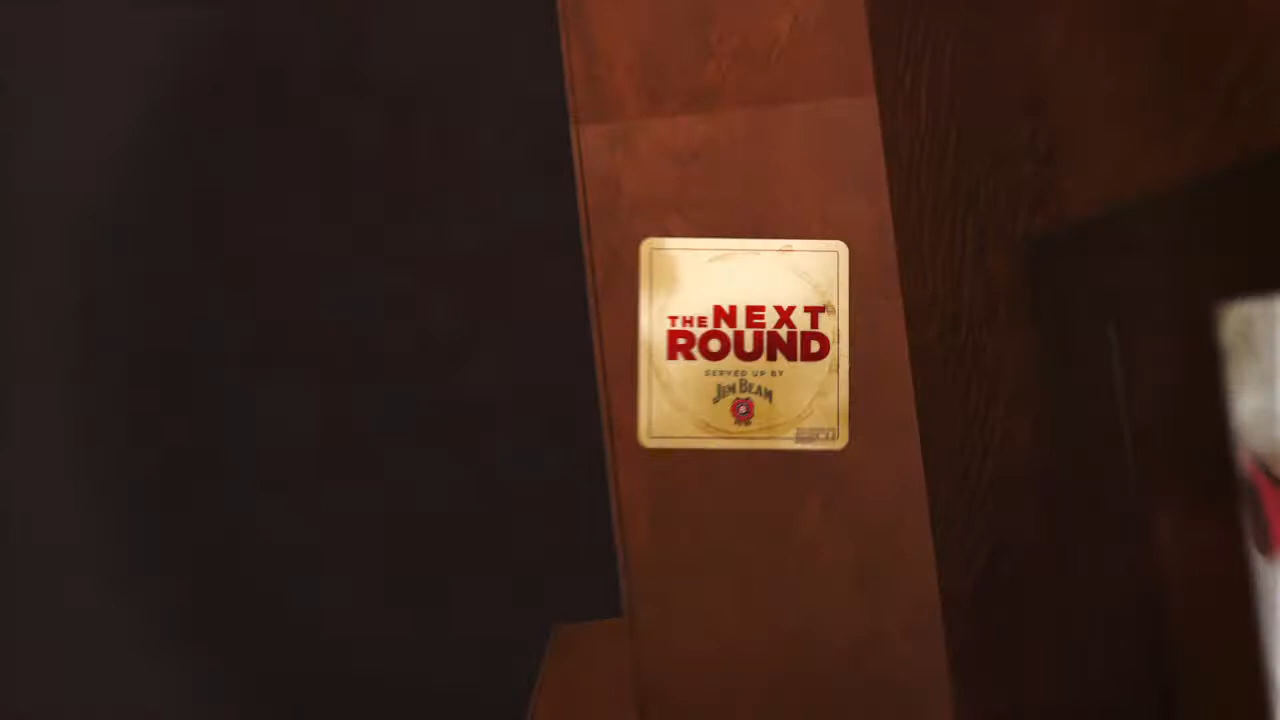 THE NEXT
ROUND
SERVED UP BY
JIM BEAM